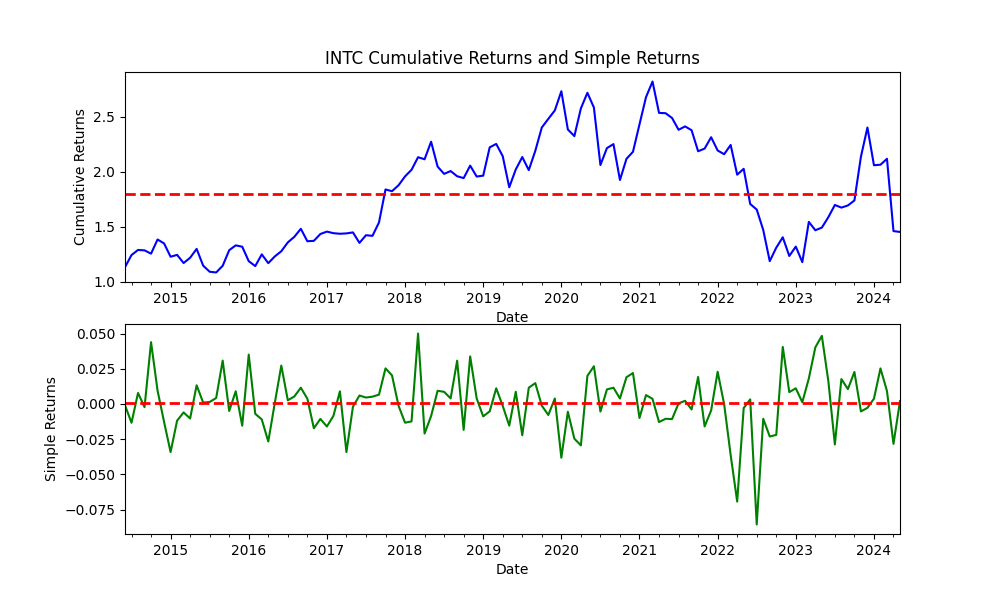 INTC Cumulative Returns and Simple Returns
Cumulative Returns
2.5
2.0
1.5
1.0
2015 2016 2017 2018 2019 2020 2021 2022 2023 2024
Date
Simple Returns
0.050
0.025
0.000
−0.025
−0.050
−0.075
2015 2016 2017 2018 2019 2020 2021 2022 2023 2024
Date